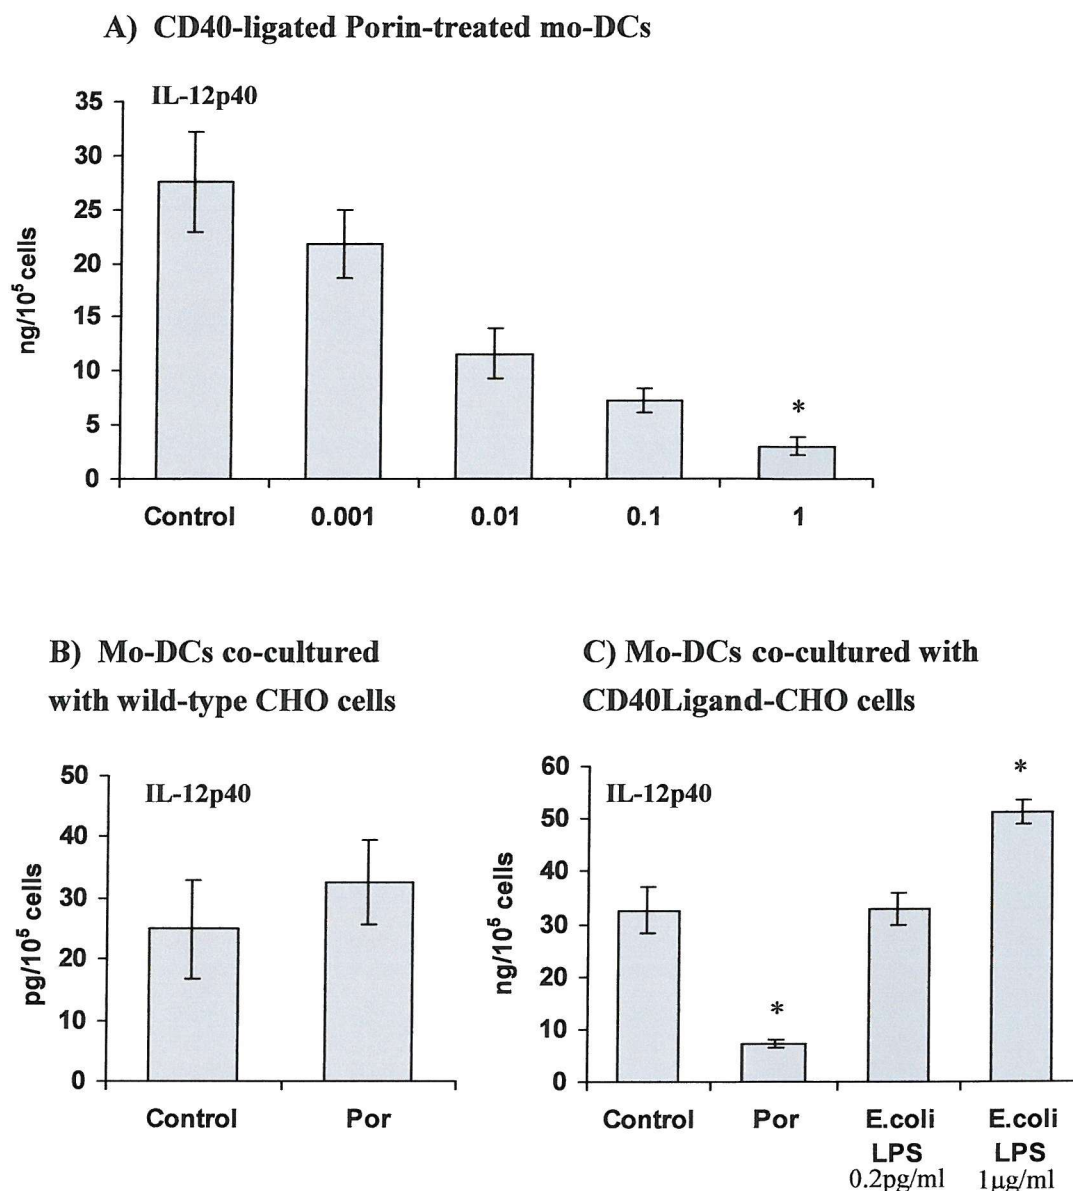 A) CD40-ligated Porin-treated mo-DCs
IL-12p40
35
30
25
20
15
10
5
0
ng/10⁵ cells
*
Control 0.001 0.01 0.1 1
B) Mo-DCs co-cultured
with wild-type CHO cells
50
IL-12p40
40
30
20
10
0
pg/10⁵ cells
Control Por
C) Mo-DCs co-cultured with
CD40Ligand-CHO cells
60
IL-12p40
50
40
30
20
10
0
ng/10⁵ cells
*
*
Control Por E.coli E.coli
LPS LPS
0.2pg/ml 1µg/ml